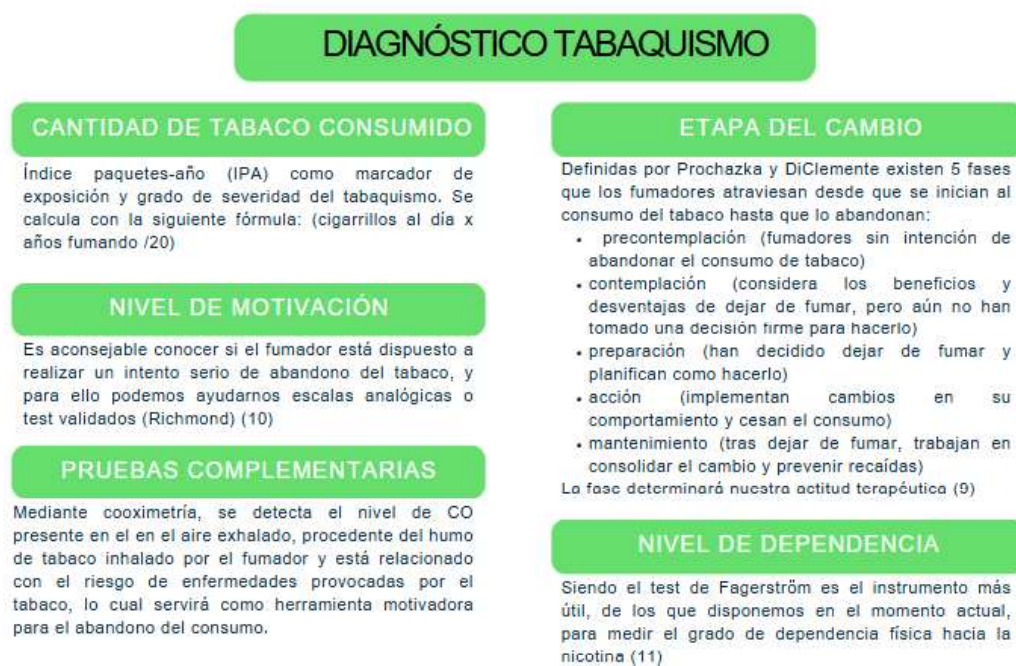 DIAGNÓSTICO TABAQUISMO
CANTIDAD DE TABACO CONSUMIDO
Índice paquetes-año (IPA) como marcador de
exposición y grado de severidad del tabaquismo. Se
calcula con la siguiente fórmula: (cigarrillos al día x
años fumando /20)
NIVEL DE MOTIVACIÓN
Es aconsejable conocer si el fumador está dispuesto a
realizar un intento serio de abandono del tabaco, y
para ello podemos ayudarnos escalas analógicas o
test validados (Richmond) (10)
PRUEBAS COMPLEMENTARIAS
Mediante cooximetría, se detecta el nivel de CO
presente en el en el aire exhalado, procedente del humo
de tabaco inhalado por el fumador y está relacionado
con el riesgo de enfermedades provocadas por el
tabaco, lo cual servirá como herramienta motivadora
para el abandono del consumo.
ETAPA DEL CAMBIO
Definidas por Prochazka y DiClemente existen 5 fases
que los fumadores atraviesan desde que se inician al
consumo del tabaco hasta que lo abandonan:
• precontemplación (fumadores sin intención de
abandonar el consumo de tabaco)
• contemplación (considera los beneficios y
desventajas de dejar de fumar, pero aún no han
tomado una decisión firme para hacerlo)
• preparación (han decidido dejar de fumar y
planifican como hacerlo)
• acción (implementan cambios en su
comportamiento y cesan el consumo)
• mantenimiento (tras dejar de fumar, trabajan en
consolidar el cambio y prevenir recaídas)
La fase determinará nuestra actitud terapéutica (9)
NIVEL DE DEPENDENCIA
Siendo el test de Fagerström es el instrumento más
útil, de los que disponemos en el momento actual,
para medir el grado de dependencia física hacia la
nicotina (11)